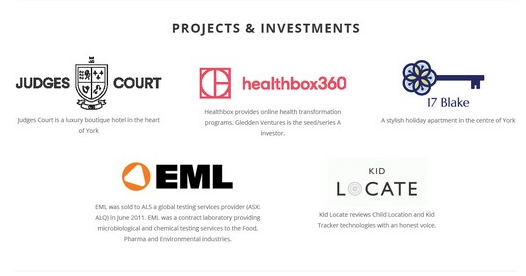 PROJECTS & INVESTMENTS
JUDGES COURT
healthbox360
17 Blake
Judges Court is a luxury boutique hotel in the heart
of York
Healthbox provides online health transformation
programs. Gledden Ventures is the seed/series A
investor.
A stylish holiday apartment in the centre of York
EML
KID
LOCATE
EML was sold to ALS a global testing services provider (ASX:
ALQ) in June 2011. EML was a contract laboratory providing
microbiological and chemical testing services to the Food,
Pharma and Environmental industries.
Kid Locate reviews Child Location and Kid
Tracker technologies with an honest voice.